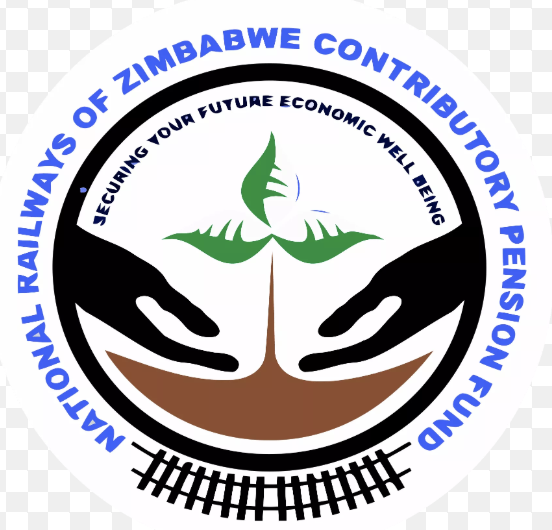 NATIONAL RAILWAYS OF ZIMBABWE CONTRIBUTORY PENSION FUND
SECURING YOUR FUTURE ECONOMIC WELL BEING